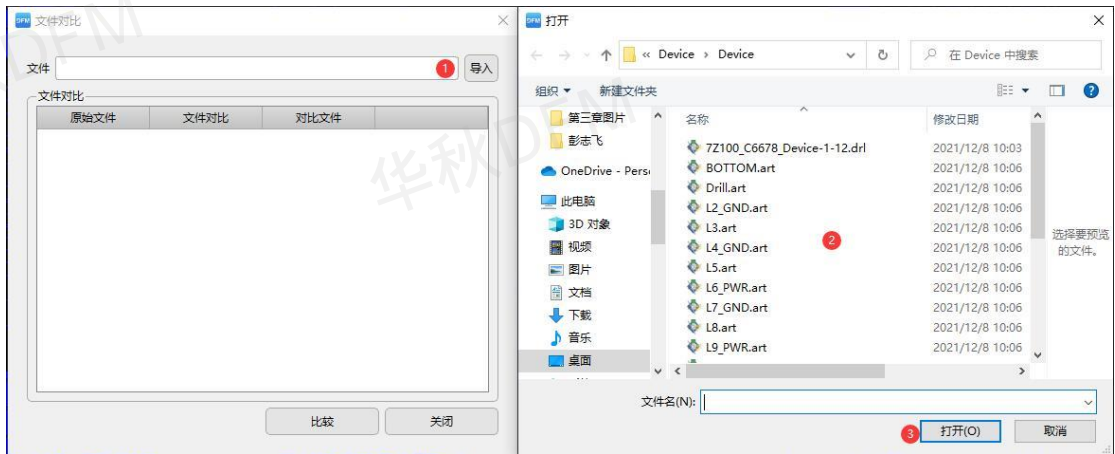 DFM 文件对比
文件
1
导入
文件对比
原始文件 文件对比 对比文件
比较 关闭
DFM 打开
« Device › Device
在 Device 中搜索
组织 新建文件夹
第三章图片
彭志飞
OneDrive - Pers
此电脑
3D 对象
视频
图片
文档
下载
音乐
桌面
名称 修改日期
7Z100_C6678_Device-1-12.drl 2021/12/8 10:03
BOTTOM.art 2021/12/8 10:06
Drill.art 2021/12/8 10:06
L2_GND.art 2021/12/8 10:06
L3.art 2021/12/8 10:06
L4_GND.art 2021/12/8 10:06
L5.art 2021/12/8 10:06
L6_PWR.art 2021/12/8 10:06
L7_GND.art 2021/12/8 10:06
L8.art 2021/12/8 10:06
L9_PWR.art 2021/12/8 10:06
2
选择要预览
的文件。
文件名(N):
3
打开(O) 取消
华秋DFM
DFM